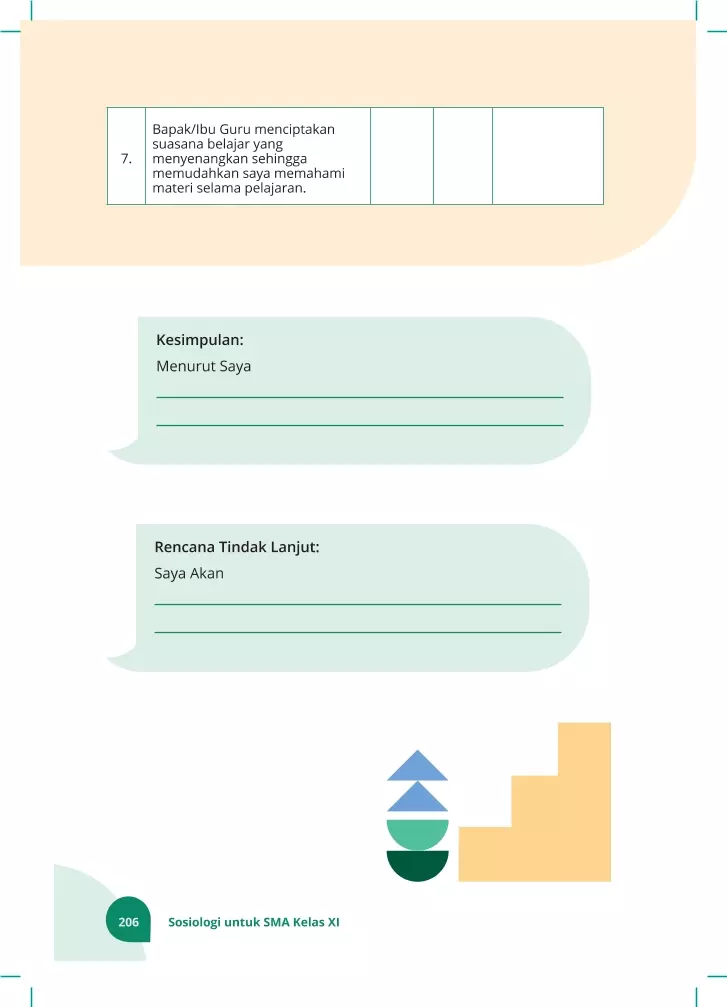 Bapak/Ibu Guru menciptakan
suasana belajar yang
7. menyenangkan sehingga
memudahkan saya memahami
materi selama pelajaran.
Kesimpulan:
Menurut Saya
Rencana Tindak Lanjut:
Saya Akan
206 Sosiologi untuk SMA Kelas XI